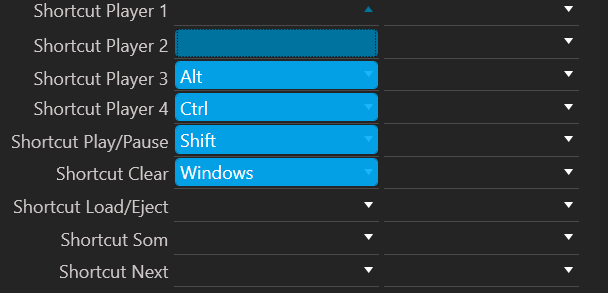 Shortcut Player 1
Shortcut Player 2
Shortcut Player 3 Alt
Shortcut Player 4 Ctrl
Shortcut Play/Pause Shift
Shortcut Clear Windows
Shortcut Load/Eject
Shortcut Som
Shortcut Next